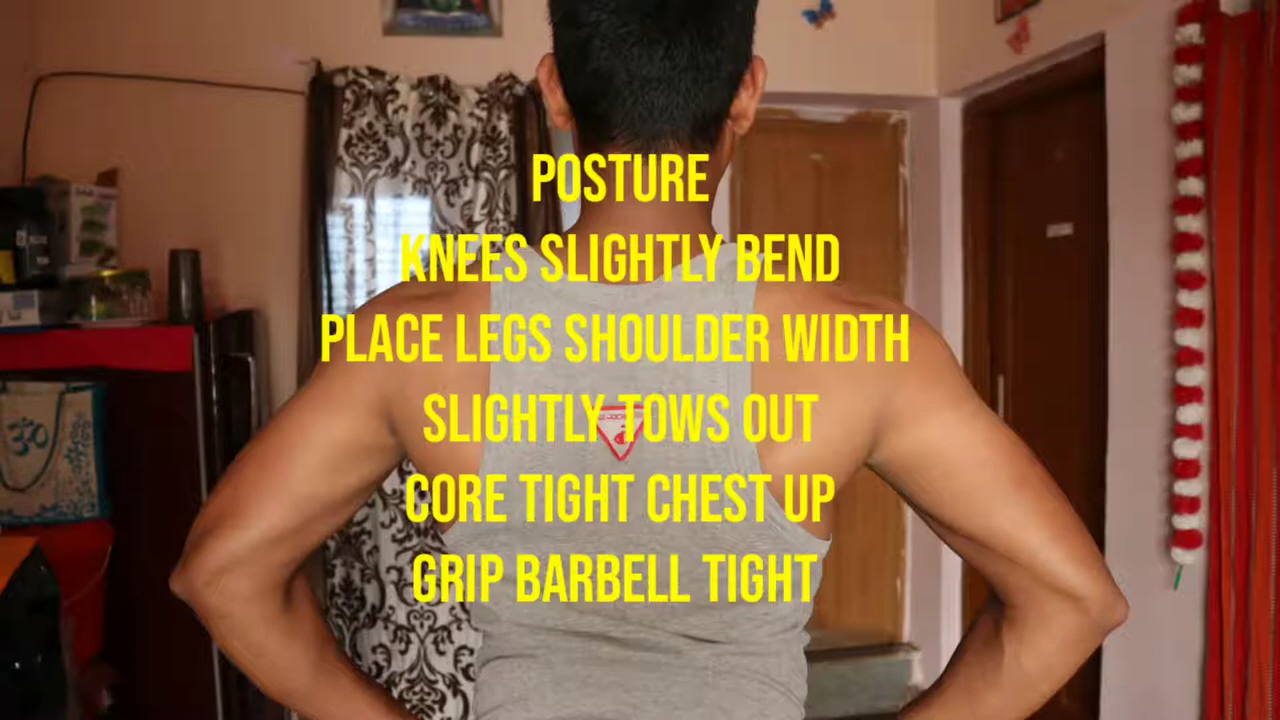 POSTURE
KNEES SLIGHTLY BEND
PLACE LEGS SHOULDER WIDTH
SLIGHTLY TOWS OUT
CORE TIGHT CHEST UP
GRIP BARBELL TIGHT
ॐ